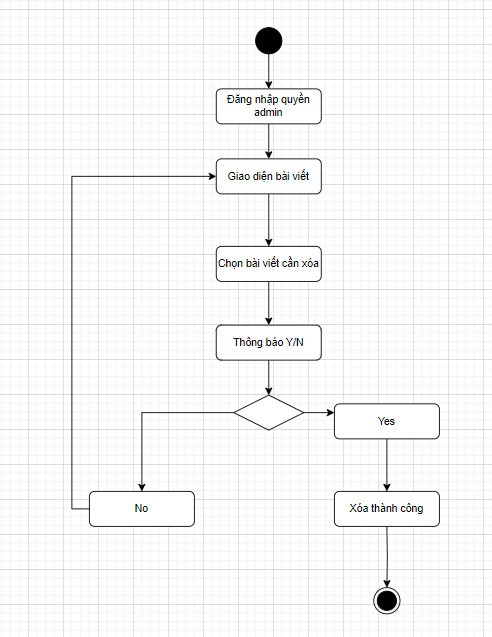 Đăng nhập quyền
admin
Giao diện bài viết
Chọn bài viết cần xóa
Thông báo Y/N
Yes
No
Xóa thành công